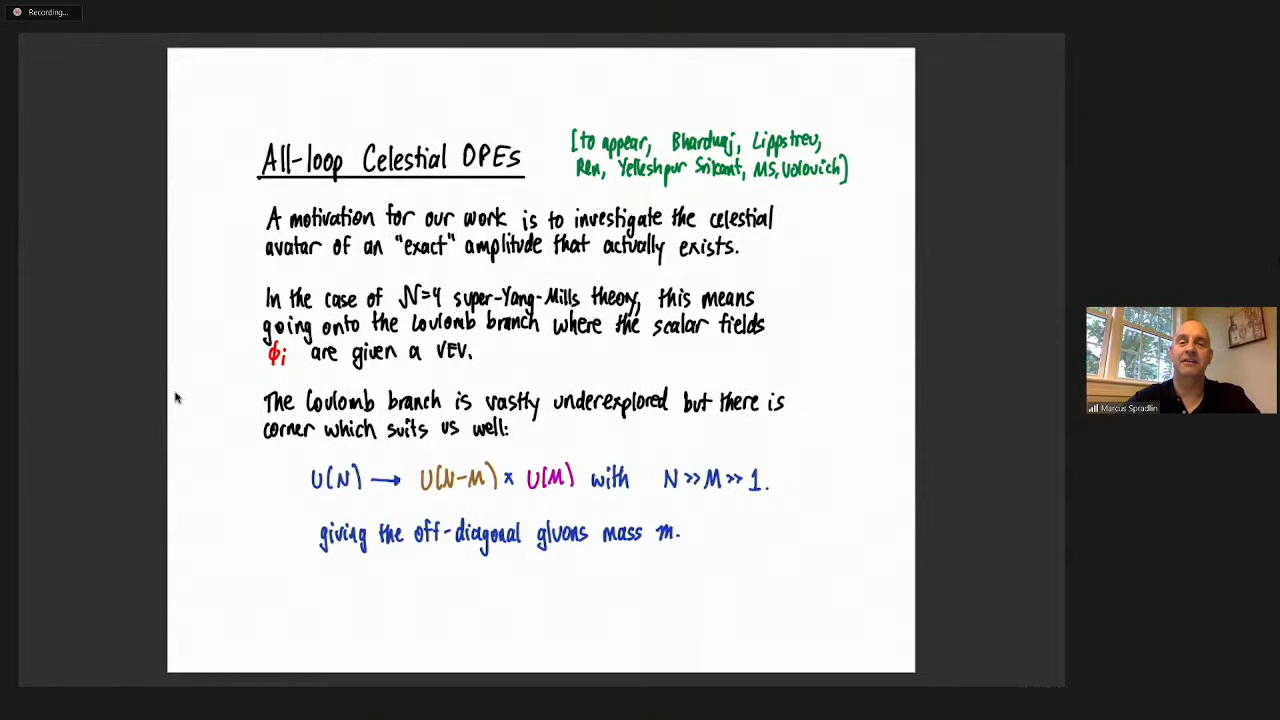 Recording...
All-loop Celestial OPEs
[to appear, Bhardwaj, Lippstreu,
Ren, Yelleshpur Srikant, MS, Volovich]
A motivation for our work is to investigate the celestial
avatar of an "exact" amplitude that actually exists.
In the case of N=4 super-Yang-Mills theory, this means
going onto the Coulomb branch where the scalar fields
ϕi are given a VEV.
The Coulomb branch is vastly underexplored but there is
corner which suits us well:
U(N) → U(N-M) × U(M) with N >> M >> 1.
giving the off-diagonal gluons mass m.
Marcus Spradlin